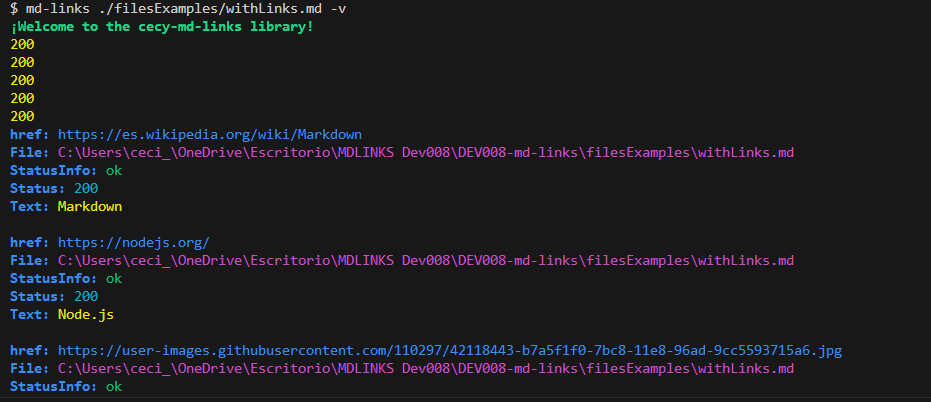 $ md-links ./filesExamples/withLinks.md -v
¡Welcome to the cecy-md-links library!
200
200
200
200
200
href: https://es.wikipedia.org/wiki/Markdown
File: C:\Users\ceci_\OneDrive\Escritorio\MDLINKS Dev008\DEV008-md-links\filesExamples\withLinks.md
StatusInfo: ok
Status: 200
Text: Markdown
href: https://nodejs.org/
File: C:\Users\ceci_\OneDrive\Escritorio\MDLINKS Dev008\DEV008-md-links\filesExamples\withLinks.md
StatusInfo: ok
Status: 200
Text: Node.js
href: https://user-images.githubusercontent.com/110297/42118443-b7a5f1f0-7bc8-11e8-96ad-9cc5593715a6.jpg
File: C:\Users\ceci_\OneDrive\Escritorio\MDLINKS Dev008\DEV008-md-links\filesExamples\withLinks.md
StatusInfo: ok